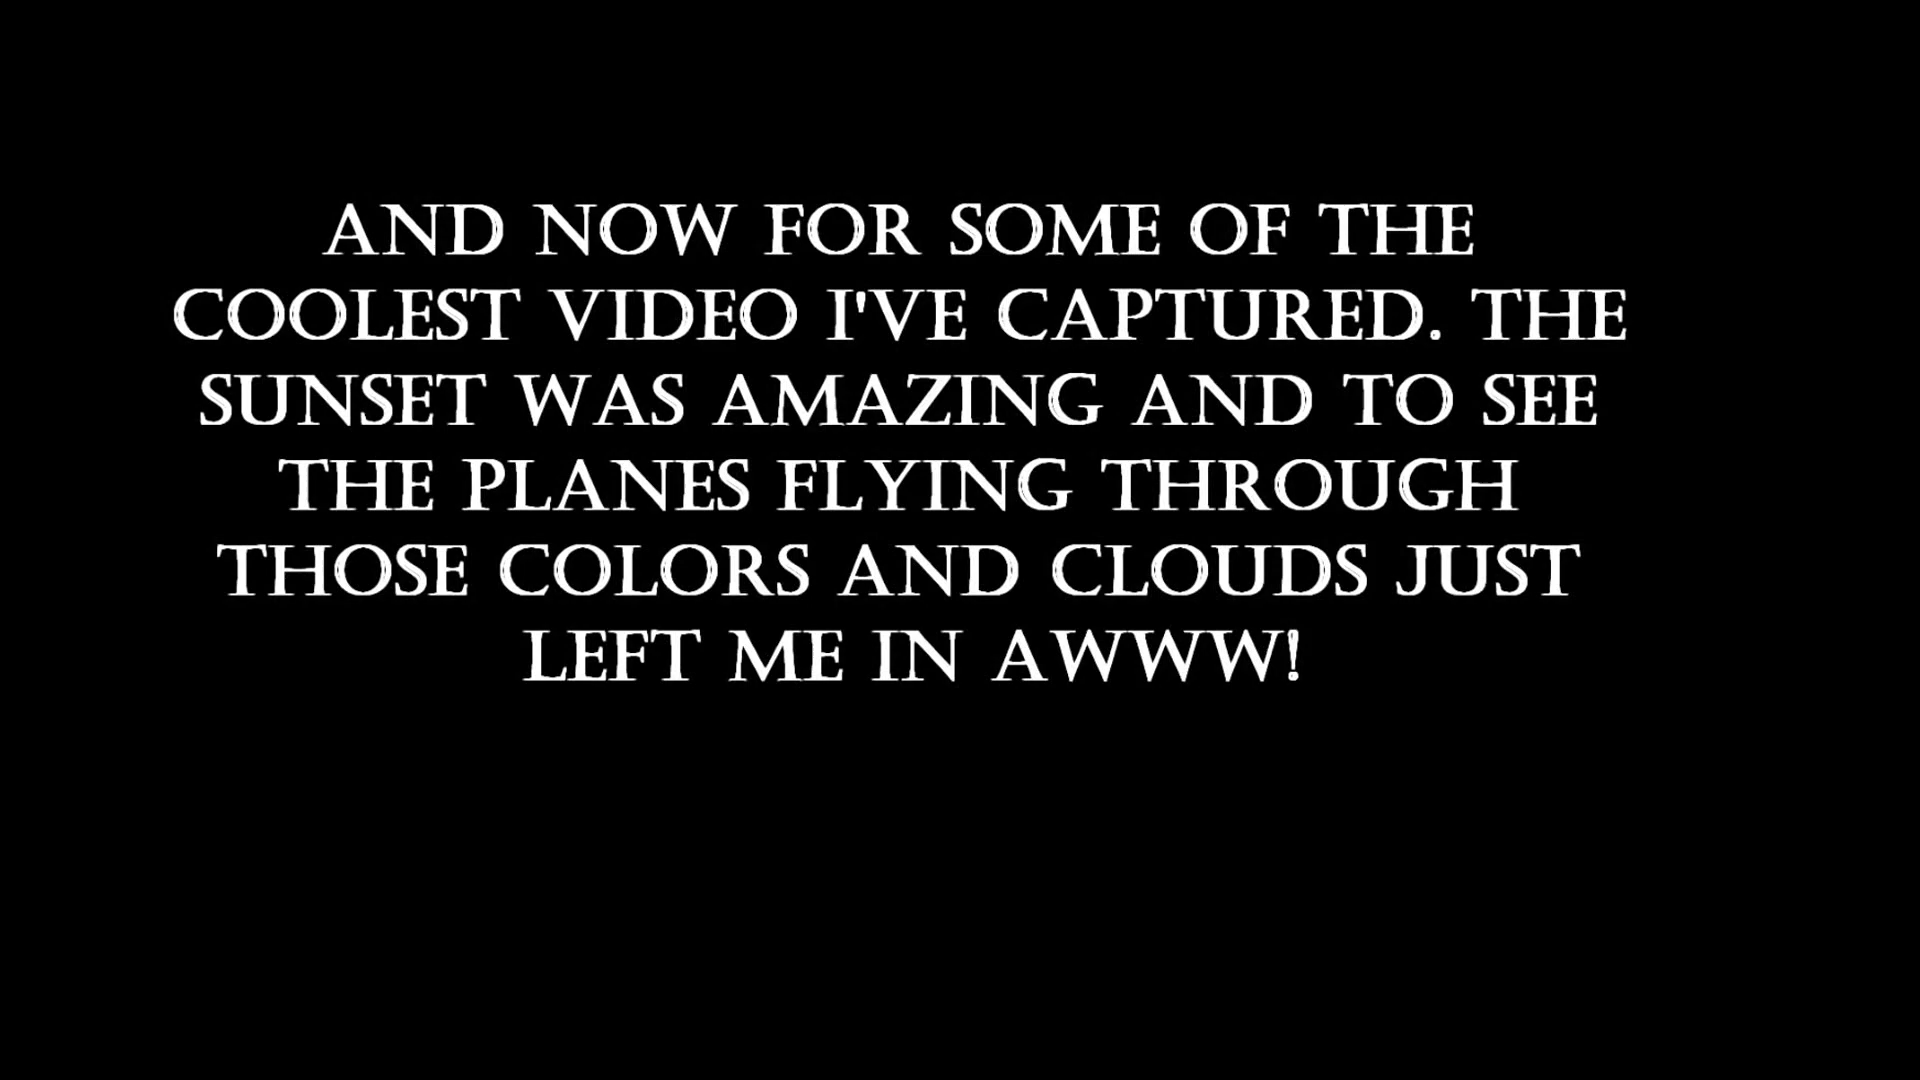 AND NOW FOR SOME OF THE
COOLEST VIDEO I'VE CAPTURED. THE
SUNSET WAS AMAZING AND TO SEE
THE PLANES FLYING THROUGH
THOSE COLORS AND CLOUDS JUST
LEFT ME IN AWWW!